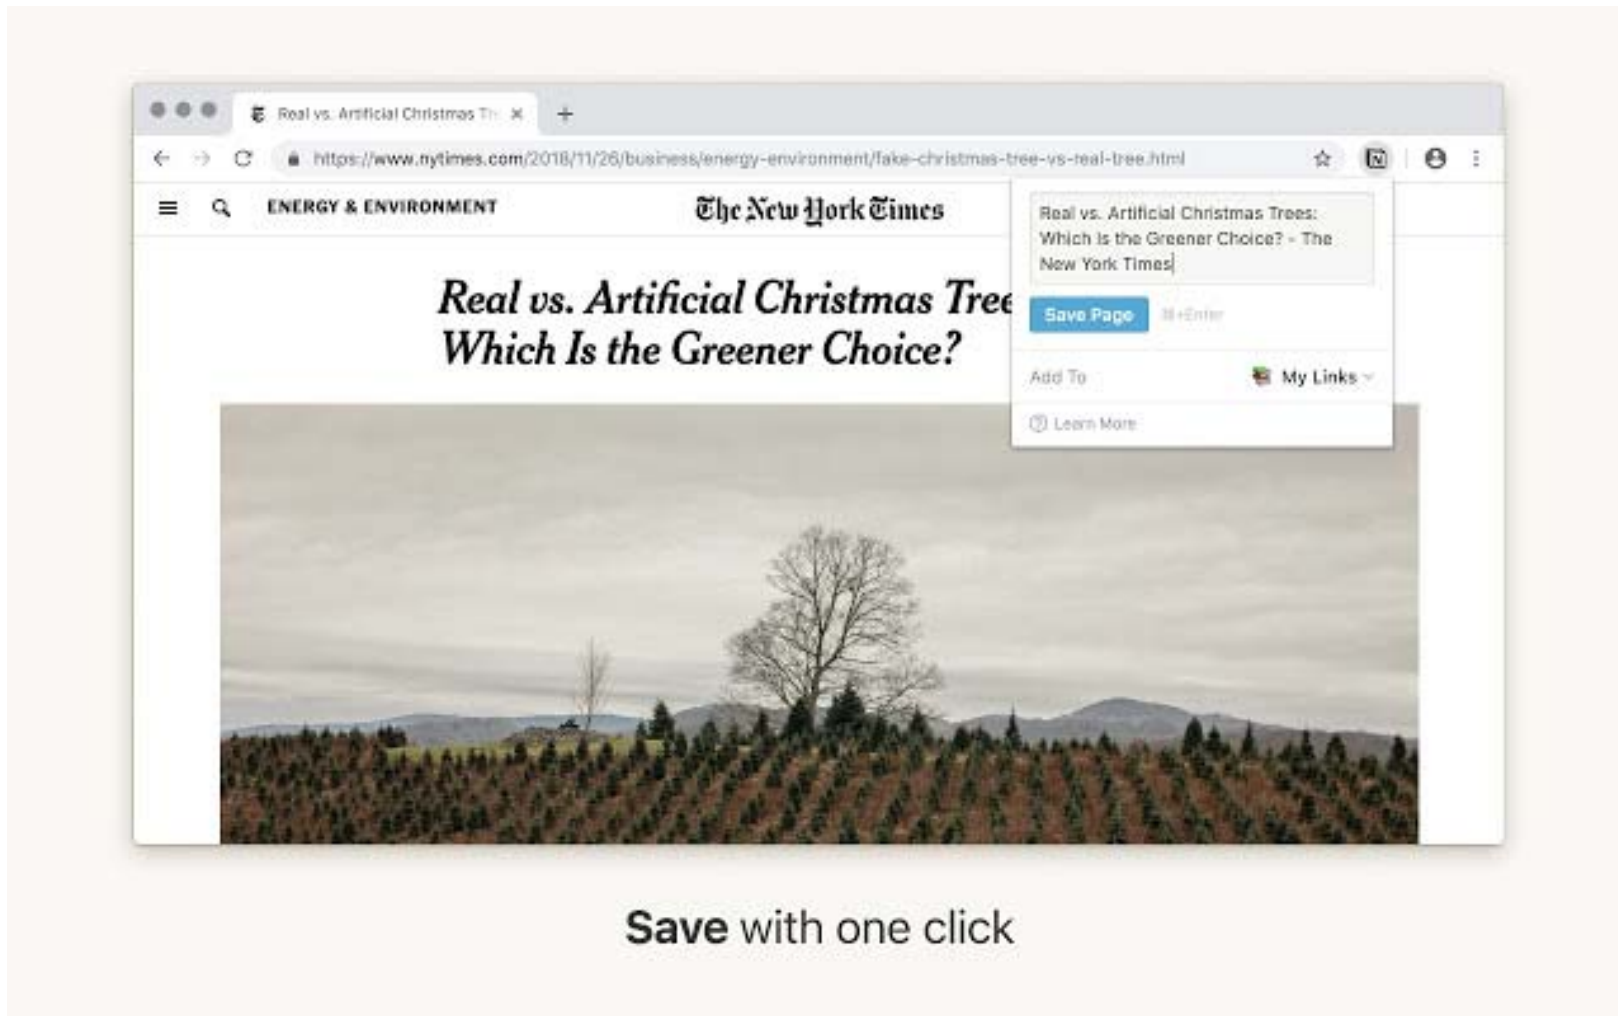 Real vs. Artificial Christmas Tr
https://www.nytimes.com/2018/11/26/business/energy-environment/fake-christmas-tree-vs-real-tree.html
ENERGY & ENVIRONMENT
The New York Times
Real vs. Artificial Christmas Tree
Which Is the Greener Choice?
Real vs. Artificial Christmas Trees:
Which Is the Greener Choice? - The
New York Times
Save Page
⌘+Enter
Add To
My Links
Learn More
Save with one click